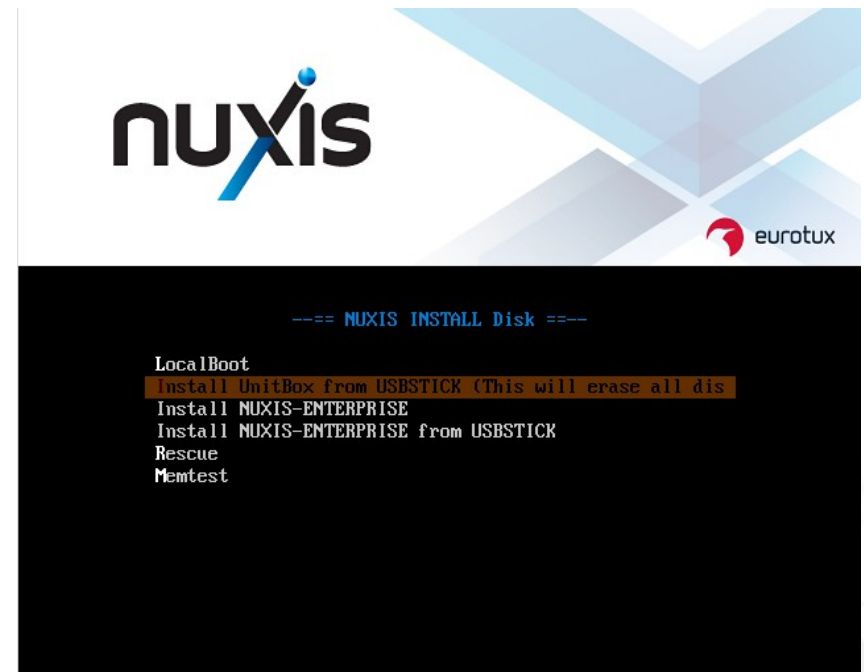 nuxis
eurotux
--== NUXIS INSTALL Disk ==--
LocalBoot
Install UnitBox from USBSTICK (This will erase all dis
Install NUXIS-ENTERPRISE
Install NUXIS-ENTERPRISE from USBSTICK
Rescue
Memtest